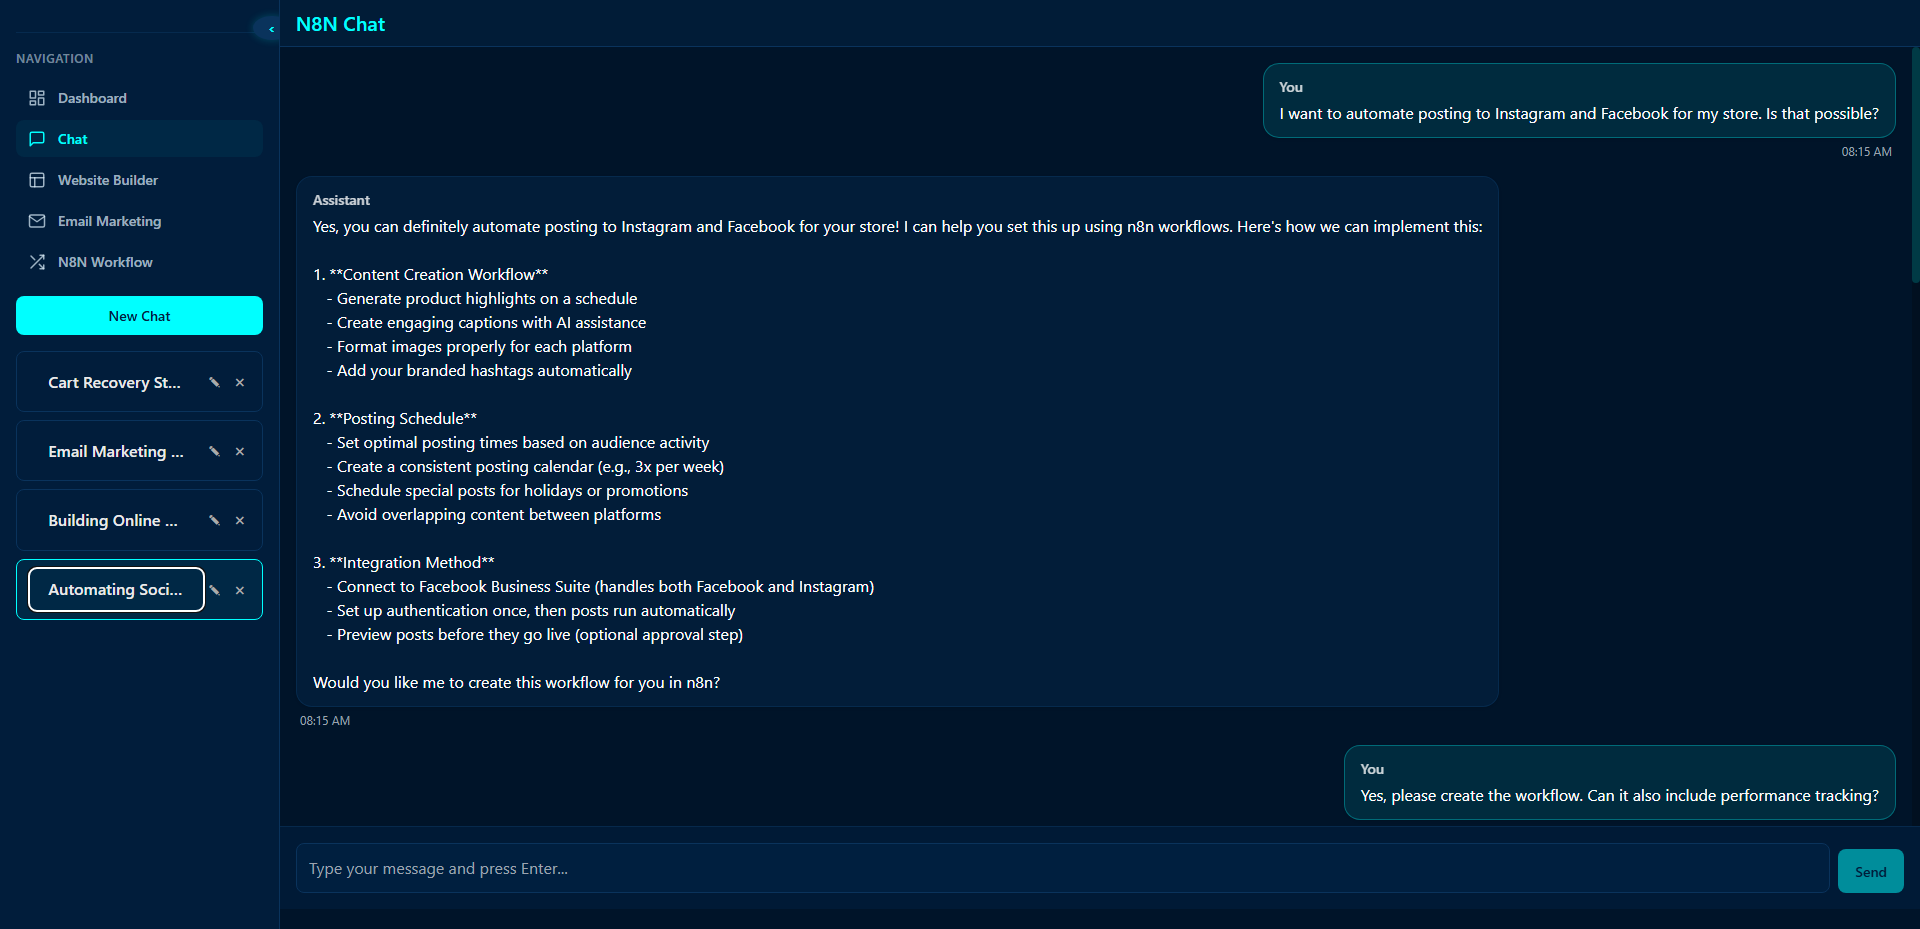 NAVIGATION
Dashboard
Chat
Website Builder
Email Marketing
N8N Workflow
New Chat
Cart Recovery St...
Email Marketing ...
Building Online ...
Automating Soci...
N8N Chat
You
I want to automate posting to Instagram and Facebook for my store. Is that possible?
08:15 AM
Assistant
Yes, you can definitely automate posting to Instagram and Facebook for your store! I can help you set this up using n8n workflows. Here's how we can implement this:
1. **Content Creation Workflow**
- Generate product highlights on a schedule
- Create engaging captions with AI assistance
- Format images properly for each platform
- Add your branded hashtags automatically
2. **Posting Schedule**
- Set optimal posting times based on audience activity
- Create a consistent posting calendar (e.g., 3x per week)
- Schedule special posts for holidays or promotions
- Avoid overlapping content between platforms
3. **Integration Method**
- Connect to Facebook Business Suite (handles both Facebook and Instagram)
- Set up authentication once, then posts run automatically
- Preview posts before they go live (optional approval step)
Would you like me to create this workflow for you in n8n?
08:15 AM
You
Yes, please create the workflow. Can it also include performance tracking?
Type your message and press Enter...
Send